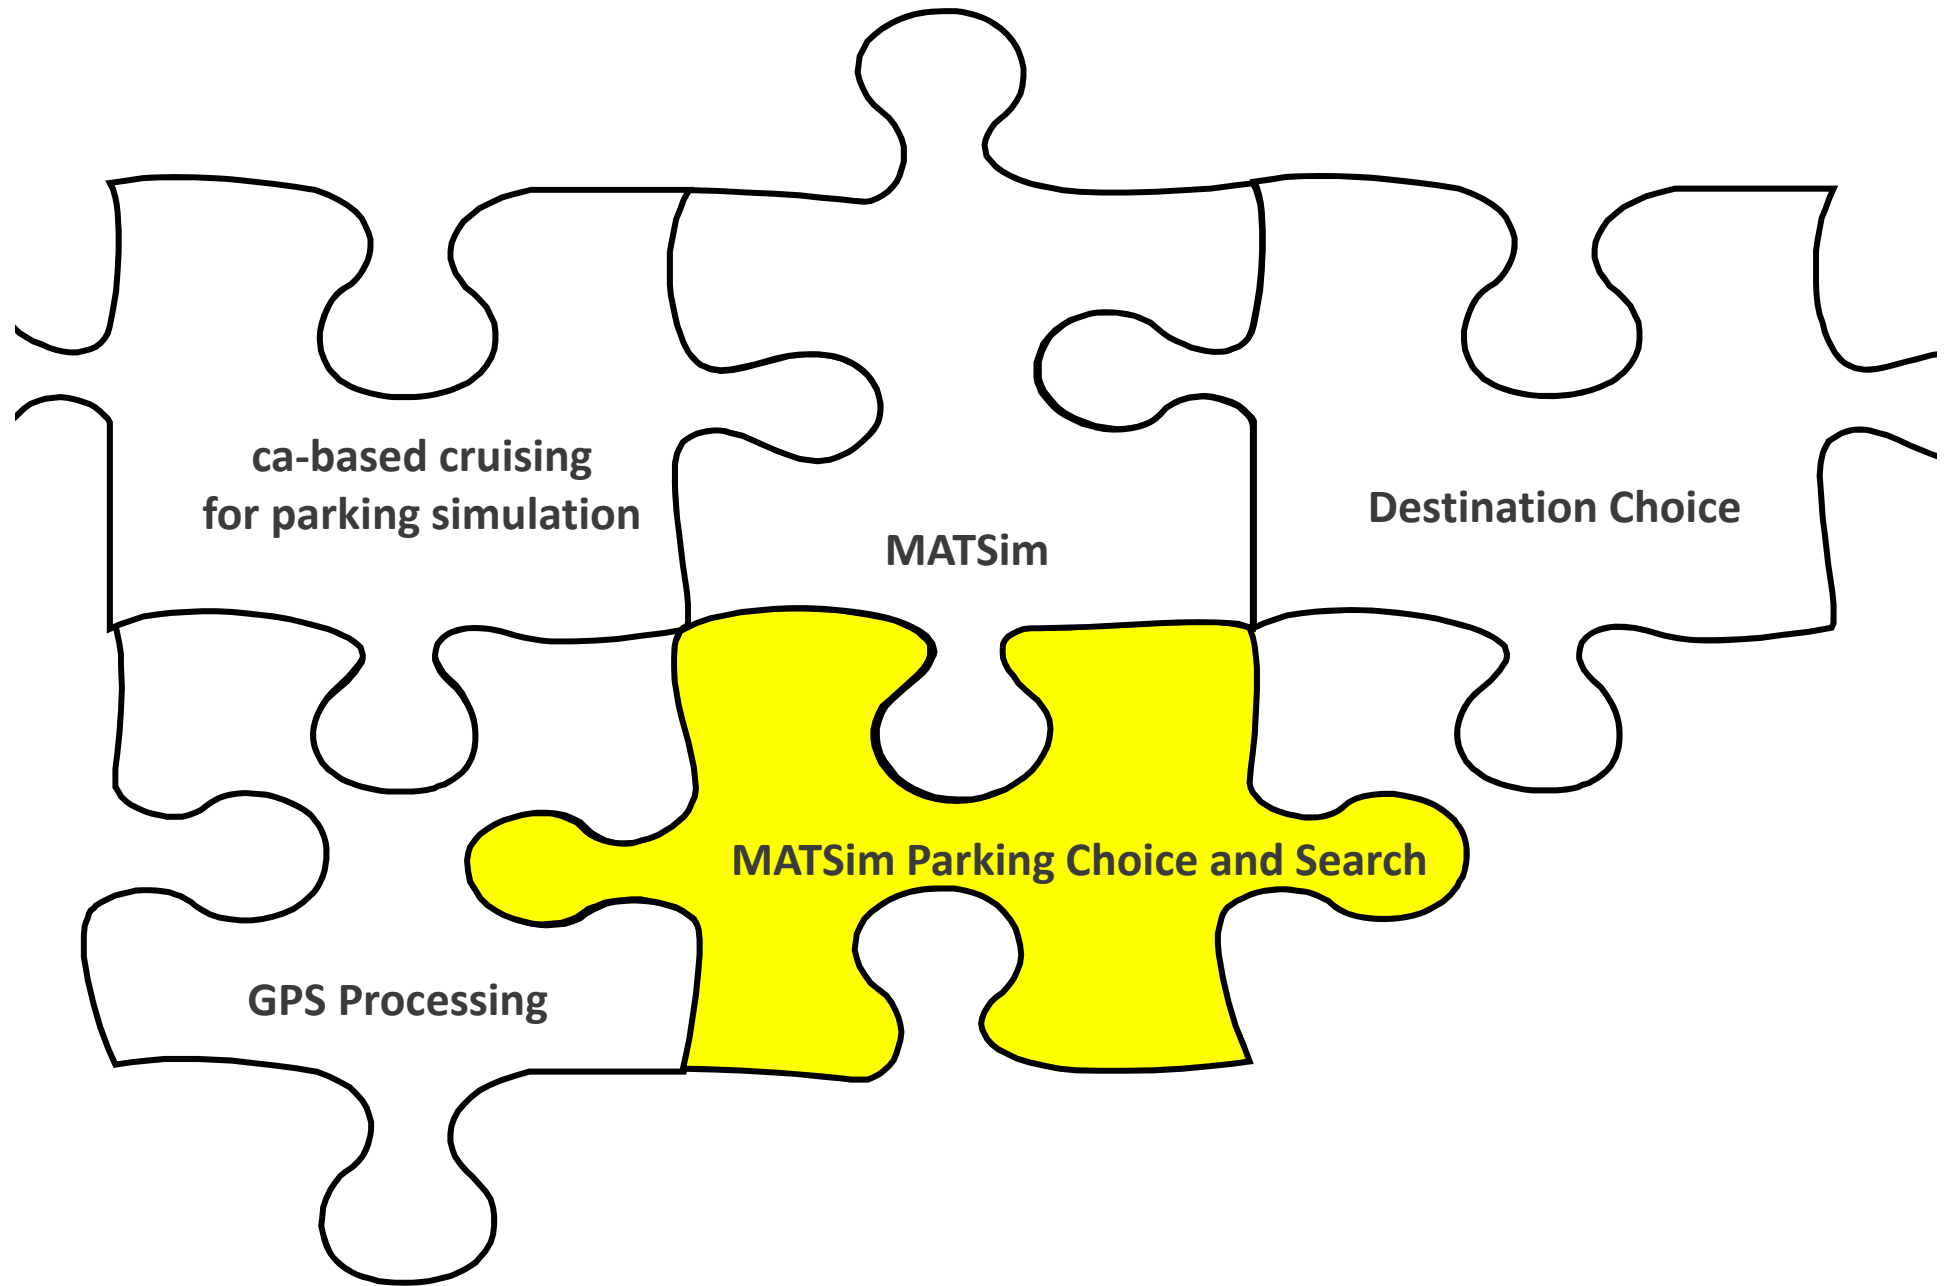 ca-based cruising
for parking simulation
Destination Choice
MATSim
MATSim Parking Choice and Search
GPS Processing